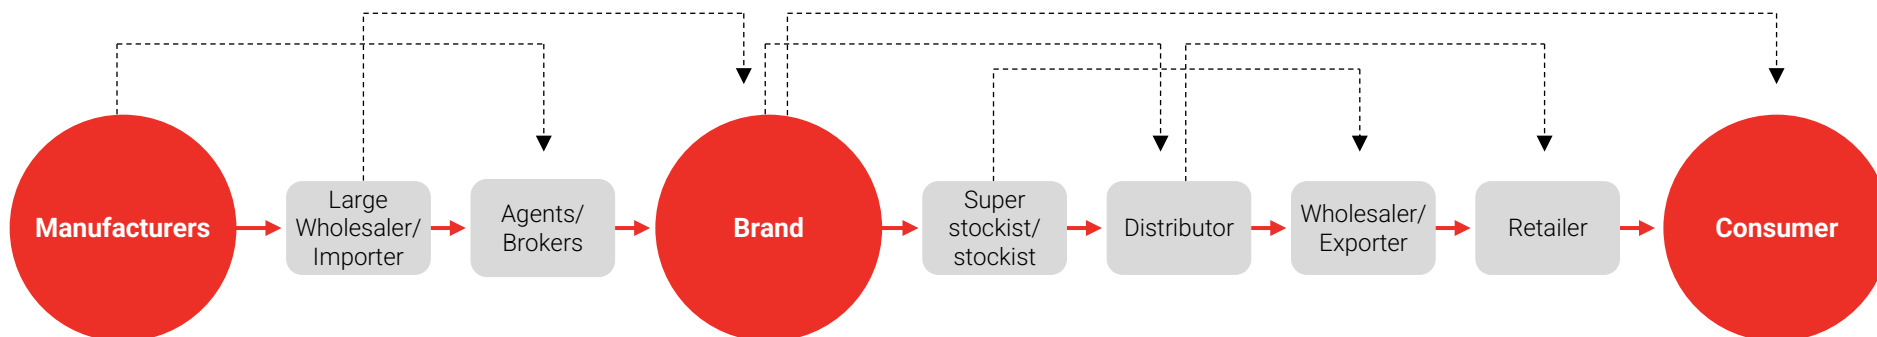 Manufacturers
Large
Wholesaler/
Importer
Agents/
Brokers
Brand
Super
stockist/
stockist
Distributor
Wholesaler/
Exporter
Retailer
Consumer